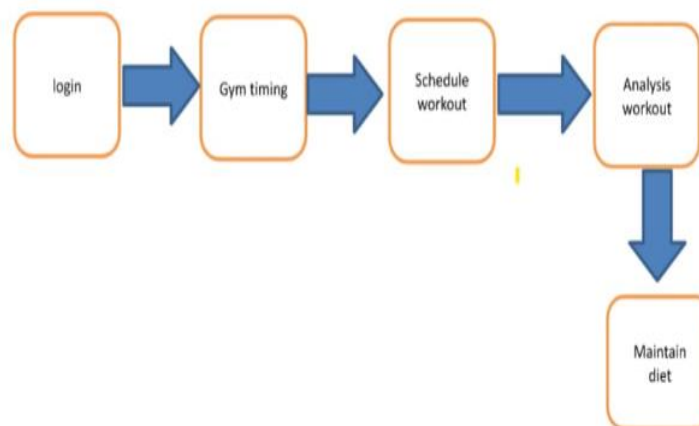 login
Gym timing
Schedule
workout
Analysis
workout
Maintain
diet